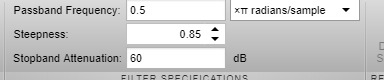 Passband Frequency: 0.5 ×π radians/sample
Steepness: 0.85
Stopband Attenuation: 60 dB
FILTER SPECIFICATIONS